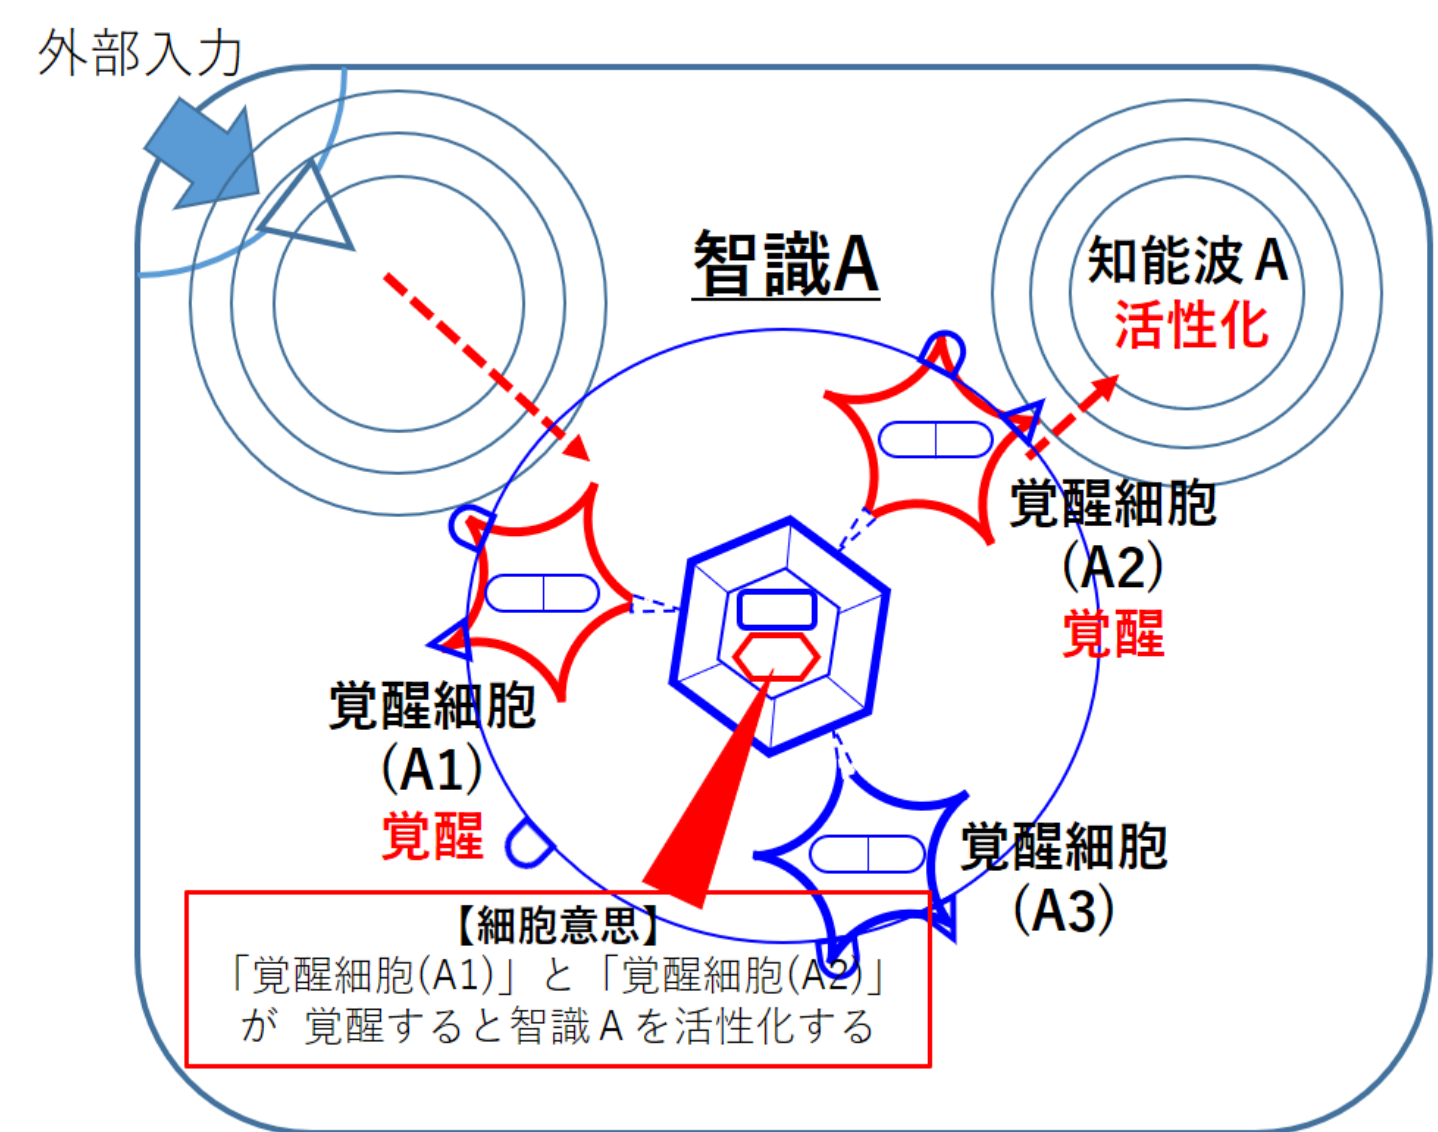 外部入力
智識A
知能波A
活性化
覚醒細胞
(A2)
覚醒
覚醒細胞
(A1)
覚醒
覚醒細胞
(A3)
【細胞意思】
「覚醒細胞(A1)」と「覚醒細胞(A2)」
が 覚醒すると智識Aを活性化する